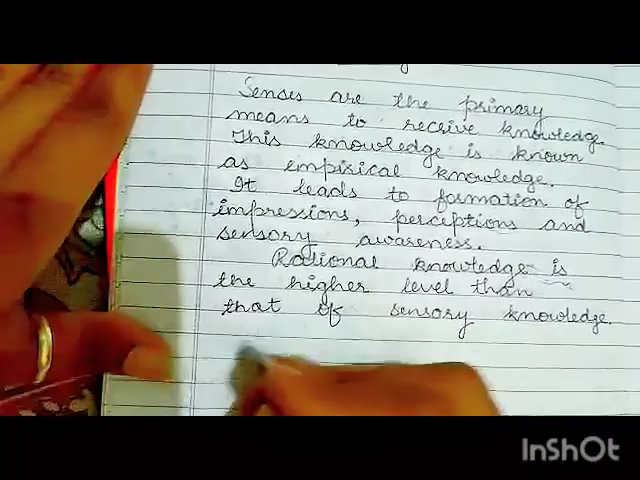 Senses are the primary
means to receive knowledge.
This knowledge is known
as empirical knowledge.
It leads to formation of
impressions, perceptions and
sensory awareness.
Rational knowledge is
the higher level than
that of sensory knowledge.
InShOt